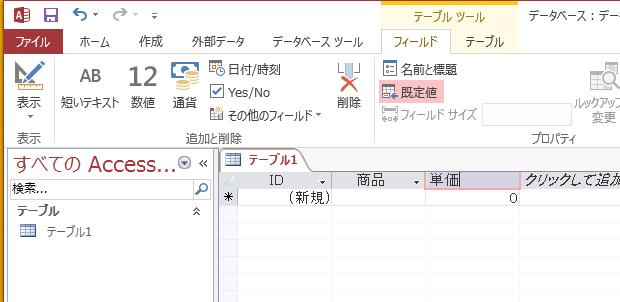 テーブル ツール
データベース : デー
ファイル ホーム 作成 外部データ データベース ツール フィールド テーブル
表示
AB
短いテキスト
12
数値
通貨
日付/時刻
Yes/No
その他のフィールド
削除
名前と標題
既定値
フィールド サイズ
ルックアップ
変更
表示 追加と削除 プロパティ
すべての Access...
検索...
テーブル
テーブル1
テーブル1
ID 商品 単価 クリックして追加
(新規) 0